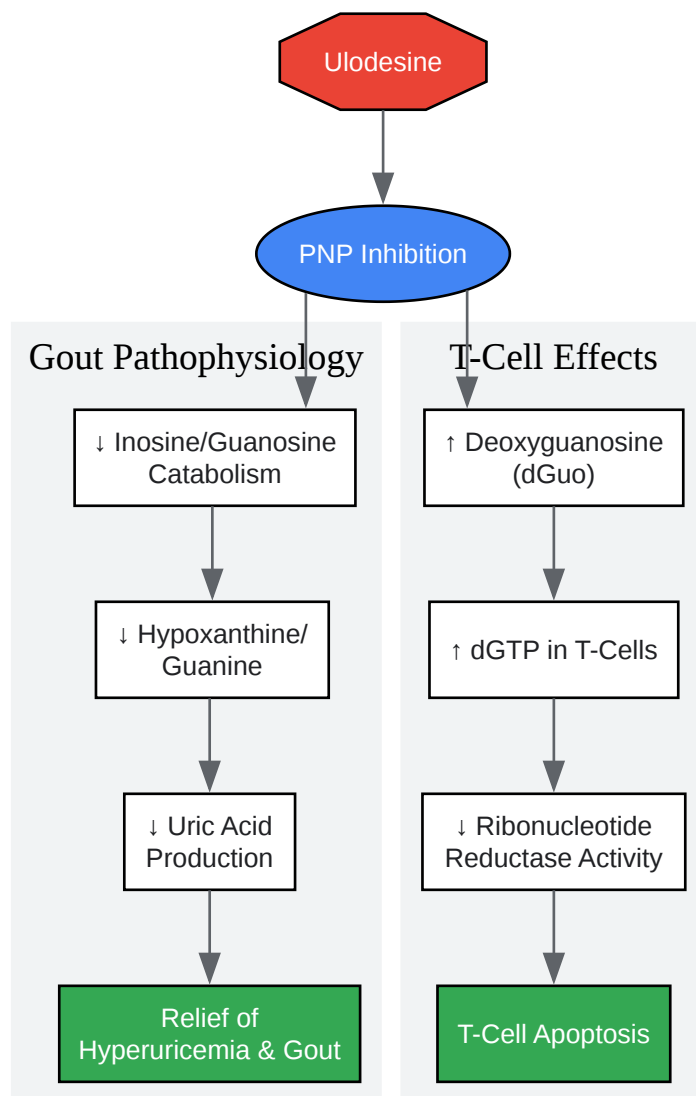 Ulodesine
PNP Inhibition
Gout Pathophysiology
↓ Inosine/Guanosine
Catabolism
↓ Hypoxanthine/
Guanine
↓ Uric Acid
Production
Relief of
Hyperuricemia & Gout
T-Cell Effects
↑ Deoxyguanosine
(dGuo)
↑ dGTP in T-Cells
↓ Ribonucleotide
Reductase Activity
T-Cell Apoptosis